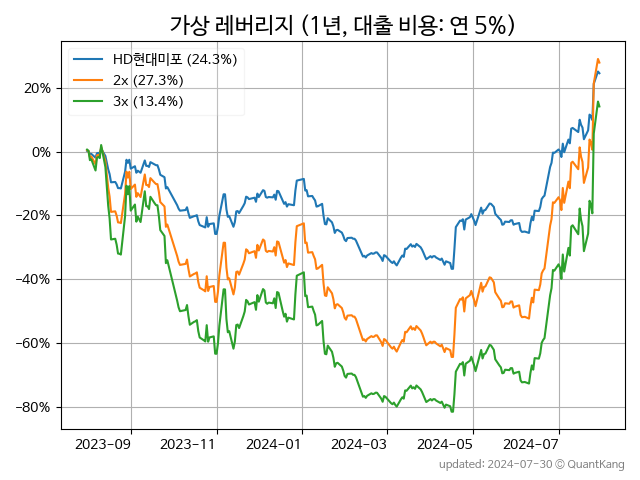 가상 레버리지 (1년, 대출 비용: 연 5%)
HD현대미포 (24.3%)
2x (27.3%)
3x (13.4%)
20%
0%
−20%
−40%
−60%
−80%
2023-09 2023-11 2024-01 2024-03 2024-05 2024-07
updated: 2024-07-30 © QuantKang